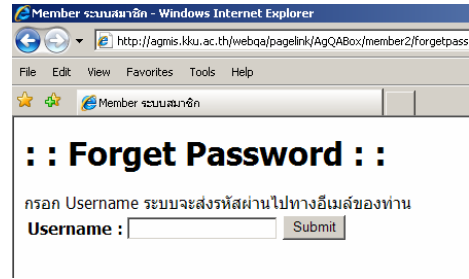 Member ระบบสมาชิก - Windows Internet Explorer
http://agmis.kku.ac.th/webqa/pagelink/AgQABox/member2/forgetpass
File Edit View Favorites Tools Help
Member ระบบสมาชิก
: : Forget Password : :
กรอก Username ระบบจะส่งรหัสผ่านไปทางอีเมล์ของท่าน
Username : Submit